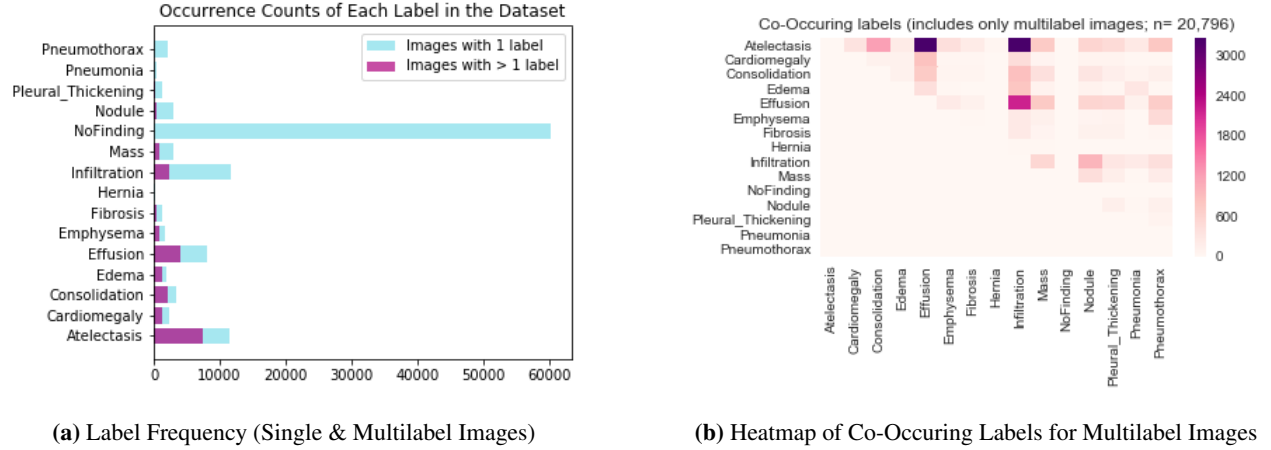 Occurrence Counts of Each Label in the Dataset
Images with 1 label
Images with > 1 label
Pneumothorax
Pneumonia
Pleural_Thickening
Nodule
NoFinding
Mass
Infiltration
Hernia
Fibrosis
Emphysema
Effusion
Edema
Consolidation
Cardiomegaly
Atelectasis
0 10000 20000 30000 40000 50000 60000
(a) Label Frequency (Single & Multilabel Images)
Co-Occuring labels (includes only multilabel images; n= 20,796)
Atelectasis
Cardiomegaly
Consolidation
Edema
Effusion
Emphysema
Fibrosis
Hernia
Infiltration
Mass
NoFinding
Nodule
Pleural_Thickening
Pneumonia
Pneumothorax
Atelectasis
Cardiomegaly
Consolidation
Edema
Effusion
Emphysema
Fibrosis
Hernia
Infiltration
Mass
NoFinding
Nodule
Pleural_Thickening
Pneumonia
Pneumothorax
3000
2400
1800
1200
600
0
(b) Heatmap of Co-Occuring Labels for Multilabel Images